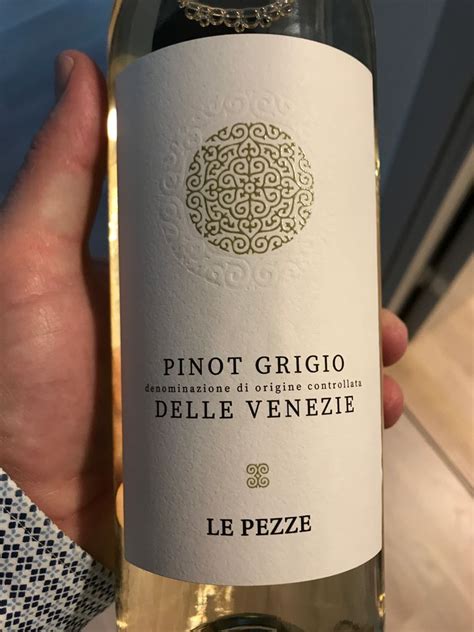 PINOT GRIGIO
denominazione di origine controllata
DELLE VENEZIE
LE PEZZE